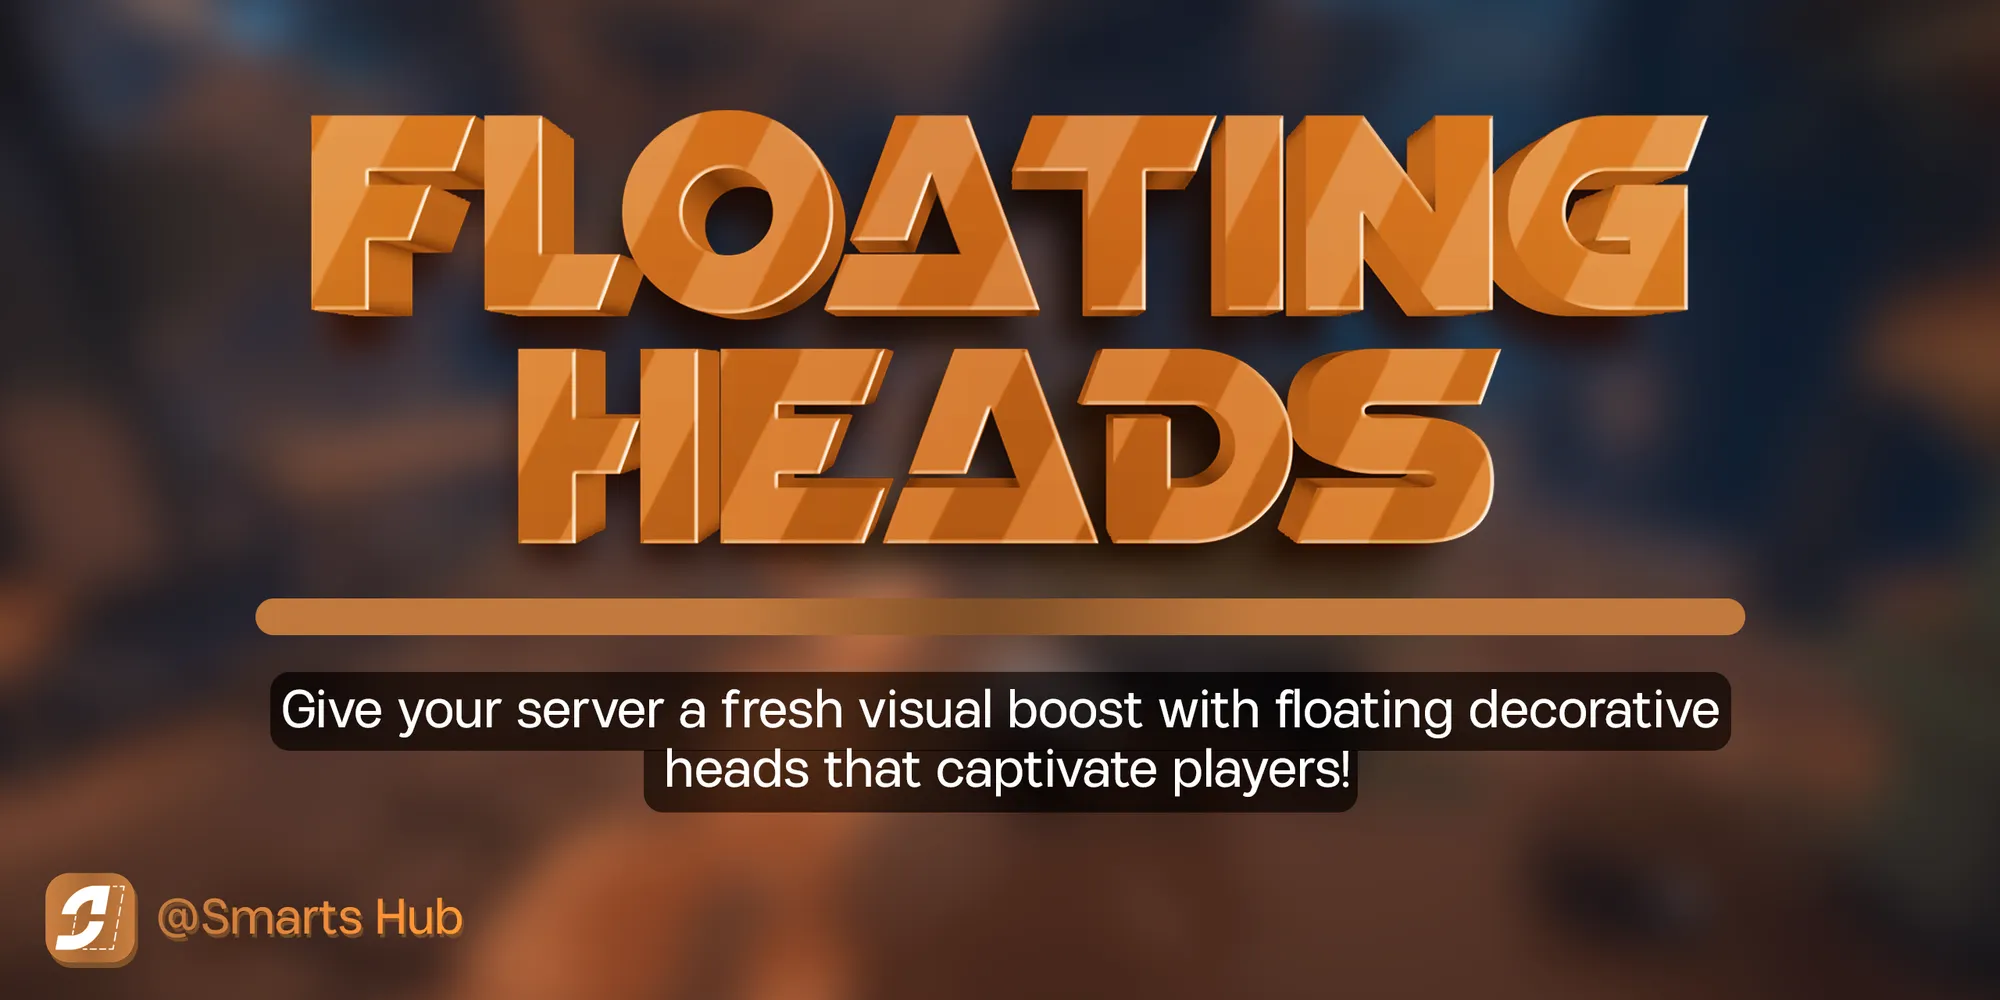 FLOATING
HEADS
Give your server a fresh visual boost with floating decorative
heads that captivate players!
@Smarts Hub